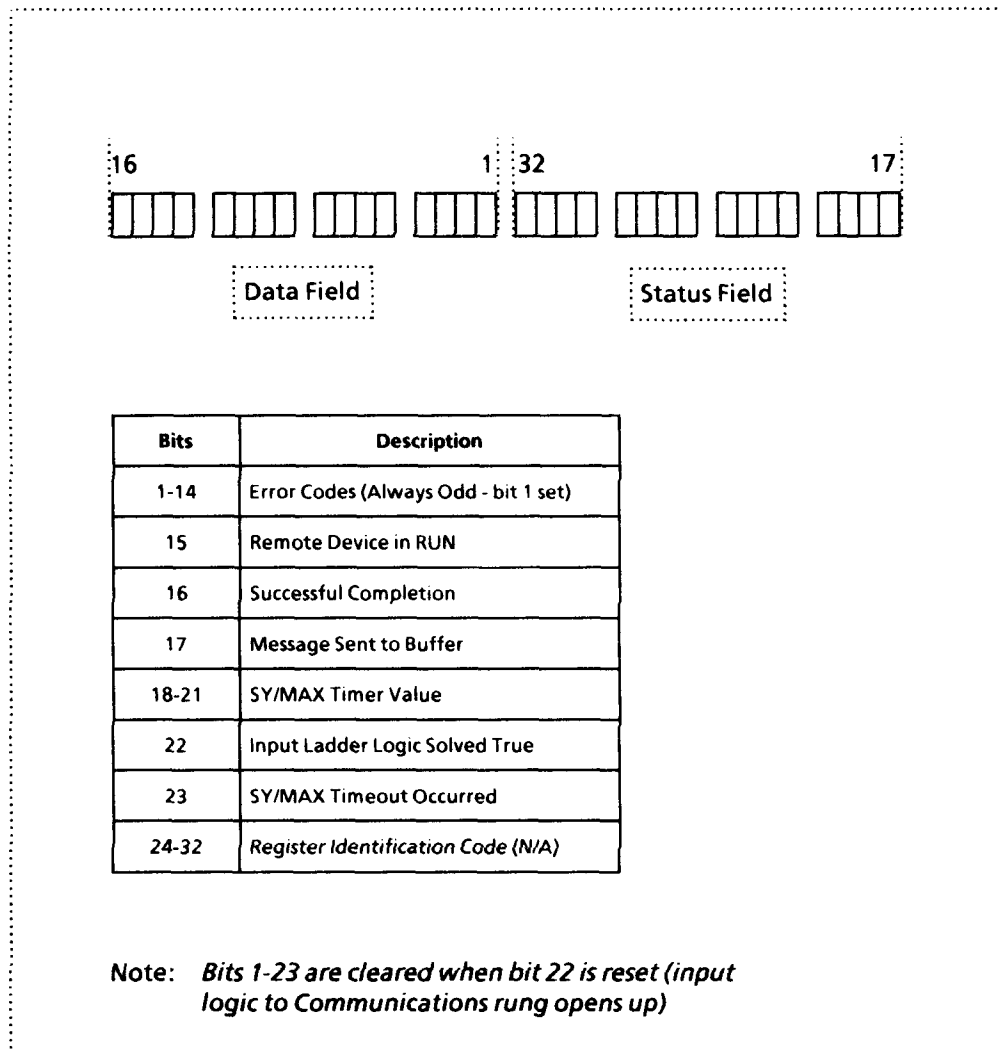 16 1 32 17
Data Field Status Field
Bits Description
1-14 Error Codes (Always Odd - bit 1 set)
15 Remote Device in RUN
16 Successful Completion
17 Message Sent to Buffer
18-21 SY/MAX Timer Value
22 Input Ladder Logic Solved True
23 SY/MAX Timeout Occurred
24-32 Register Identification Code (N/A)
Note: Bits 1-23 are cleared when bit 22 is reset (input
logic to Communications rung opens up)